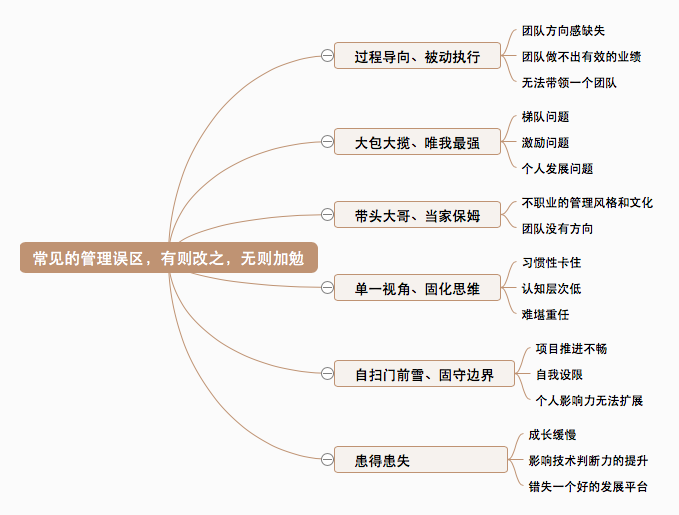 常见的管理误区，有则改之，无则加勉
过程导向、被动执行
团队方向感缺失
团队做不出有效的业绩
无法带领一个团队
大包大揽、唯我最强
梯队问题
激励问题
个人发展问题
带头大哥、当家保姆
不职业的管理风格和文化
团队没有方向
单一视角、固化思维
习惯性卡住
认知层次低
难堪重任
自扫门前雪、固守边界
项目推进不畅
自我设限
个人影响力无法扩展
患得患失
成长缓慢
影响技术判断力的提升
错失一个好的发展平台